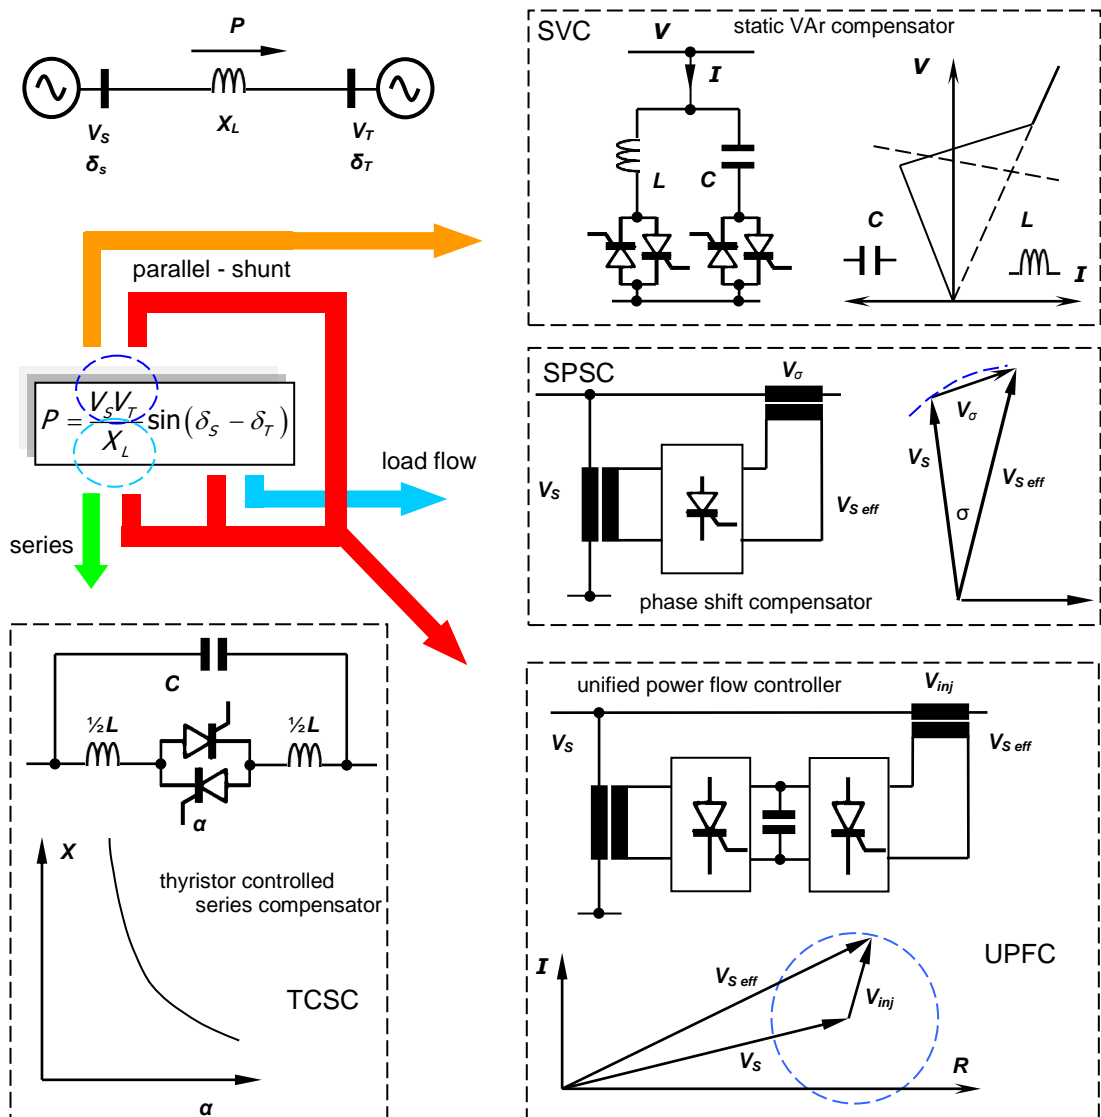 P
V_S
δ_s
X_L
V_T
δ_T
SVC
static VAr compensator
V
I
L
C
V
C
L
I
parallel - shunt
P = V_S V_T / X_L sin(δ_S − δ_T)
load flow
series
SPSC
V_σ
V_S
V_S eff
phase shift compensator
V_σ
V_S
V_S eff
σ
C
½L
½L
α
X
thyristor controlled
series compensator
TCSC
α
unified power flow controller
V_inj
V_S
V_S eff
UPFC
I
V_S eff
V_inj
V_S
R